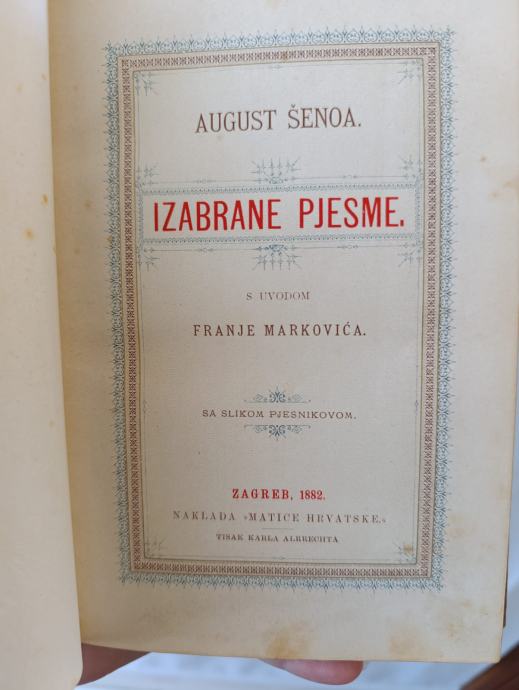 AUGUST ŠENOA.
IZABRANE PJESME.
S UVODOM
FRANJE MARKOVIĆA.
SA SLIKOM PJESNIKOVOM.
ZAGREB, 1882.
NAKLADA »MATICE HRVATSKE.«
TISAK KARLA ALBRECHTA